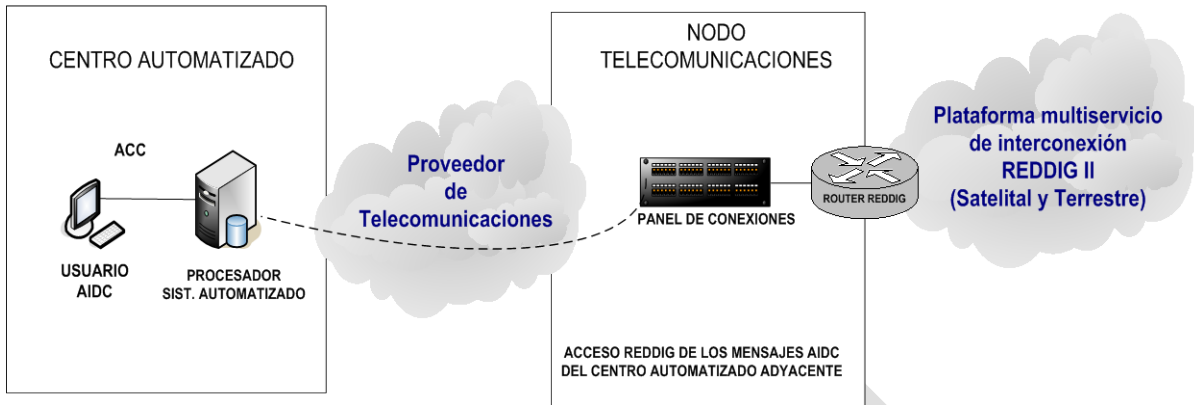 CENTRO AUTOMATIZADO
ACC
USUARIO
AIDC
PROCESADOR
SIST. AUTOMATIZADO
Proveedor
de
Telecomunicaciones
NODO
TELECOMUNICACIONES
PANEL DE CONEXIONES
ROUTER REDDIG
ACCESO REDDIG DE LOS MENSAJES AIDC
DEL CENTRO AUTOMATIZADO ADYACENTE
Plataforma multiservicio
de interconexión
REDDIG II
(Satelital y Terrestre)